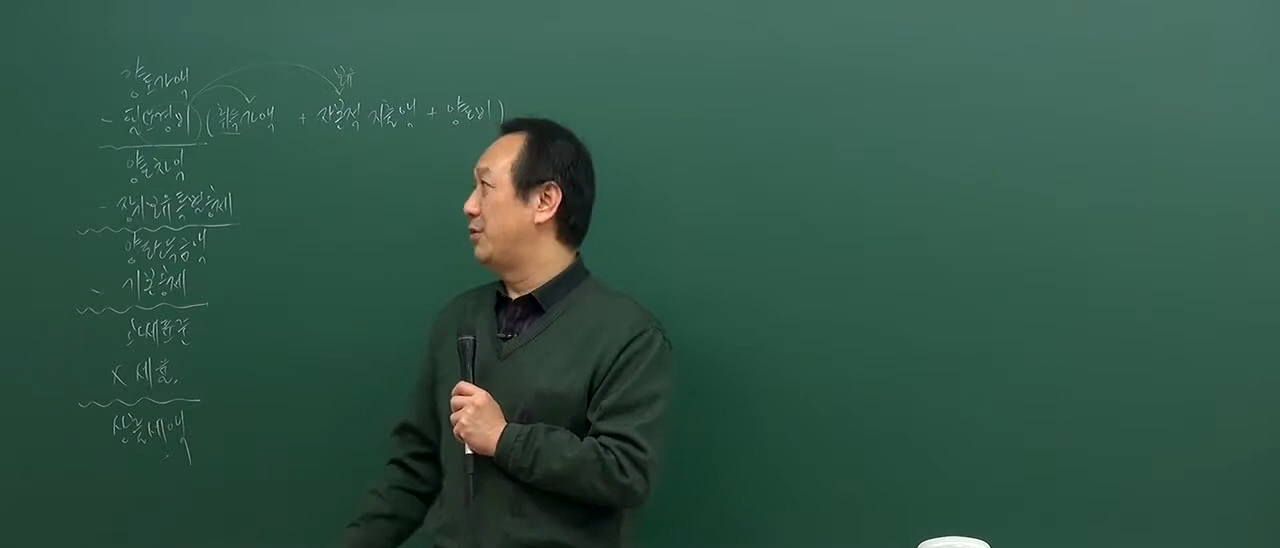 양도가액
보유
- 필요경비 (취득가액 + 자본적 지출액 + 양도비)
양도차익
- 장기보유특별공제
양도소득금액
- 기본공제
과세표준
× 세율.
산출세액